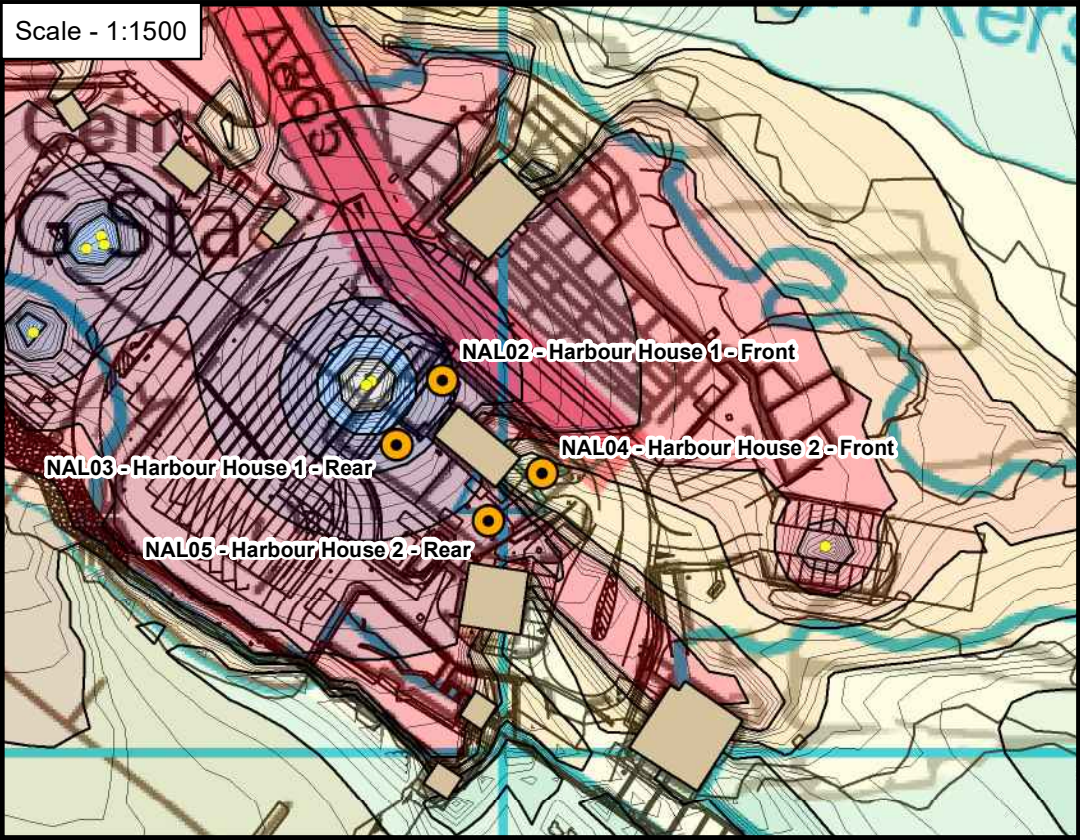 Scale - 1:1500
A865
NAL02 - Harbour House 1 - Front
NAL04 - Harbour House 2 - Front
NAL03 - Harbour House 1 - Rear
NAL05 - Harbour House 2 - Rear